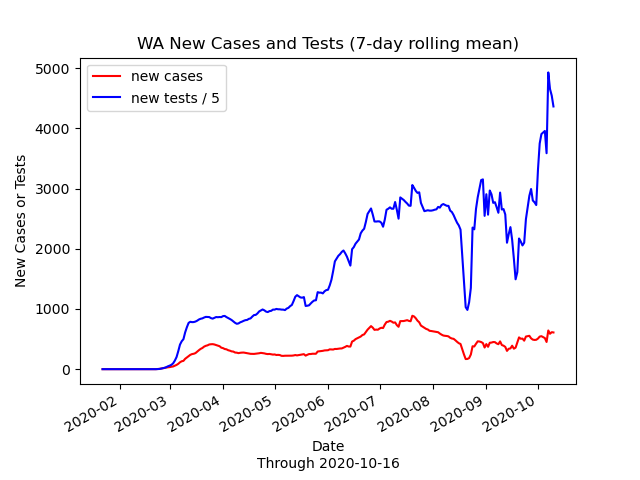 WA New Cases and Tests (7-day rolling mean)
new cases
new tests / 5
New Cases or Tests
5000
4000
3000
2000
1000
0
2020-02
2020-03
2020-04
2020-05
2020-06
2020-07
2020-08
2020-09
2020-10
Date
Through 2020-10-16